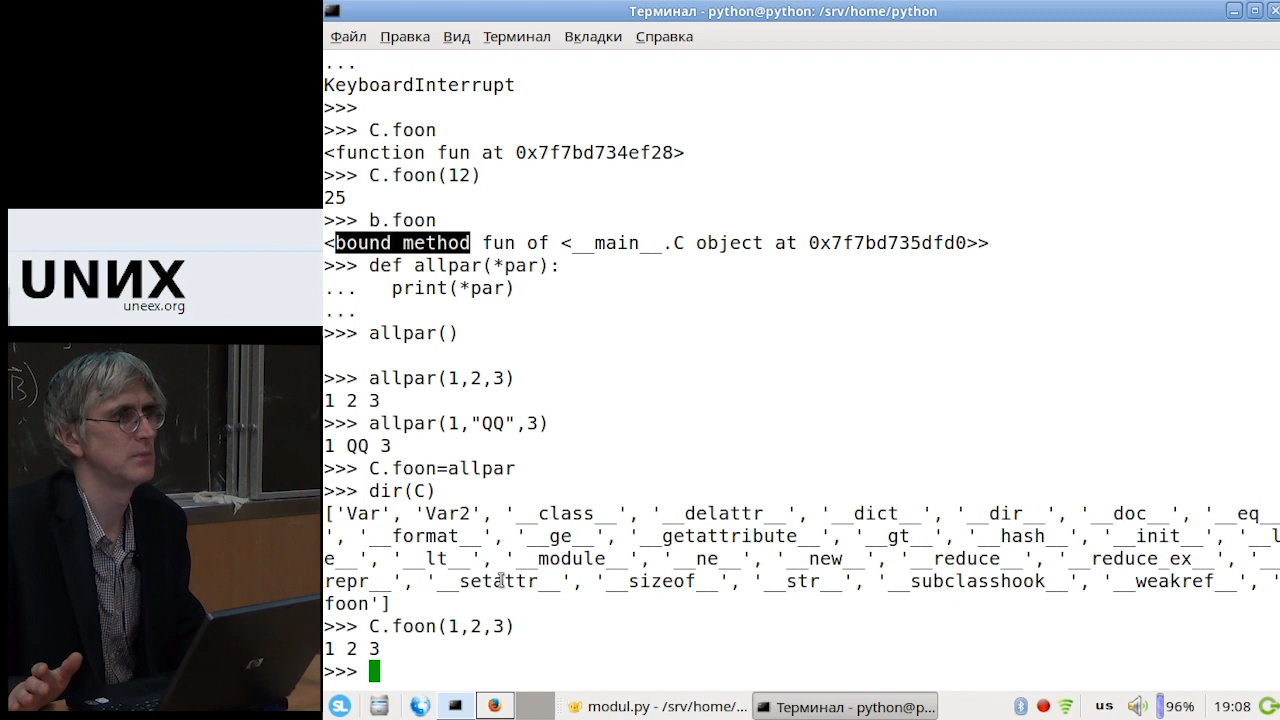 Терминал - python@python: /srv/home/python
Файл Правка Вид Терминал Вкладки Справка
...
KeyboardInterrupt
>>>
>>> C.foon
<function fun at 0x7f7bd734ef28>
>>> C.foon(12)
25
>>> b.foon
<bound method fun of <__main__.C object at 0x7f7bd735dfd0>>
>>> def allpar(*par):
...   print(*par)
...
>>> allpar()
>>> allpar(1,2,3)
1 2 3
>>> allpar(1,"QQ",3)
1 QQ 3
>>> C.foon=allpar
>>> dir(C)
['Var', 'Var2', '__class__', '__delattr__', '__dict__', '__dir__', '__doc__', '__eq__
', '__format__', '__ge__', '__getattribute__', '__gt__', '__hash__', '__init__', '__l
e__', '__lt__', '__module__', '__ne__', '__new__', '__reduce__', '__reduce_ex__', '__
repr__', '__setattr__', '__sizeof__', '__str__', '__subclasshook__', '__weakref__', '
foon']
>>> C.foon(1,2,3)
1 2 3
>>>
UNИX
uneex.org
modul.py - /srv/home/...
Терминал - python@p...
us
96%
19:08